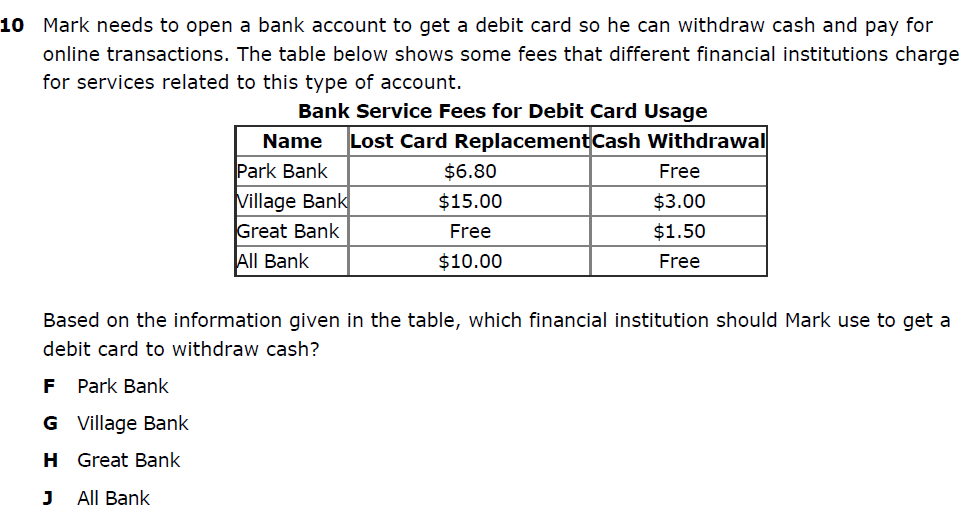 10 Mark needs to open a bank account to get a debit card so he can withdraw cash and pay for
online transactions. The table below shows some fees that different financial institutions charge
for services related to this type of account.
Bank Service Fees for Debit Card Usage
Name Lost Card Replacement Cash Withdrawal
Park Bank $6.80 Free
Village Bank $15.00 $3.00
Great Bank Free $1.50
All Bank $10.00 Free
Based on the information given in the table, which financial institution should Mark use to get a
debit card to withdraw cash?
F Park Bank
G Village Bank
H Great Bank
J All Bank